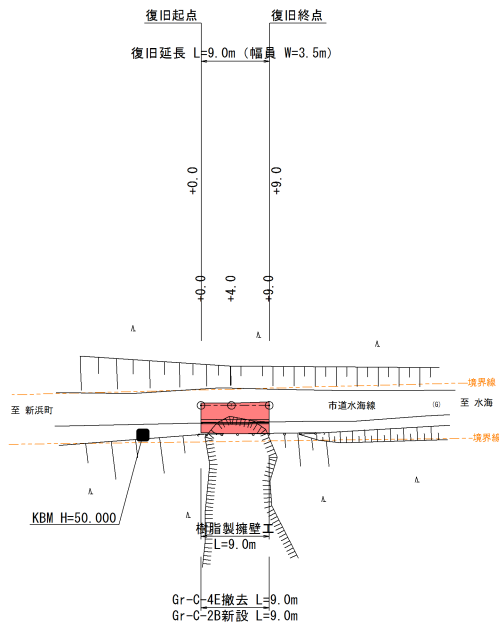 復旧起点 復旧終点
復旧延長 L=9.0m (幅員 W=3.5m)
+0.0 +9.0
+0.0 +4.0 +9.0
境界線
至 新浜町 市道水海線 (G) 至 水海
境界線
KBM H=50.000
樹脂製擁壁工
L=9.0m
Gr-C-4E撤去 L=9.0m
Gr-C-2B新設 L=9.0m